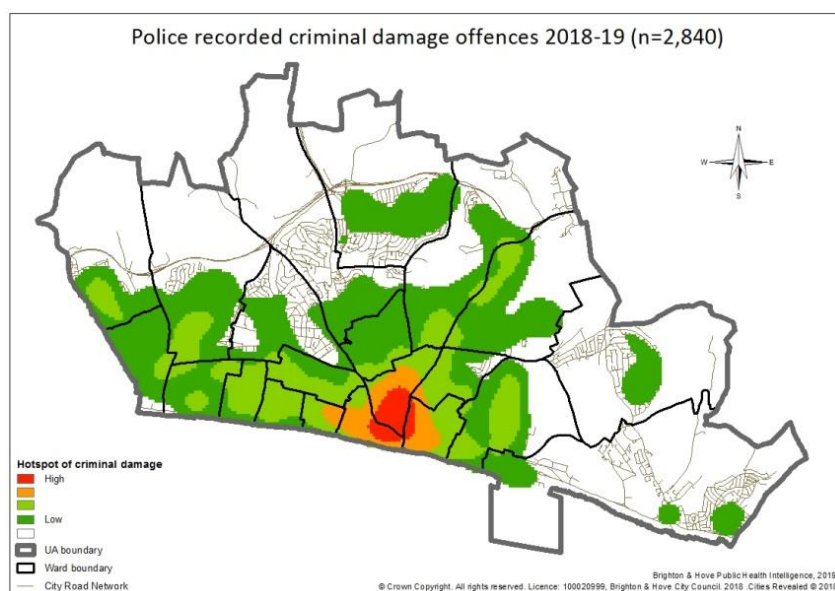 Police recorded criminal damage offences 2018-19 (n=2,840)
N
W E
S
Hotspot of criminal damage
High
Low
UA boundary
Ward boundary
City Road Network
Brighton & Hove Public Health Intelligence, 2019
© Crown Copyright. All rights reserved. Licence: 100020999, Brighton & Hove City Council. 2018 .Cities Revealed © 2018